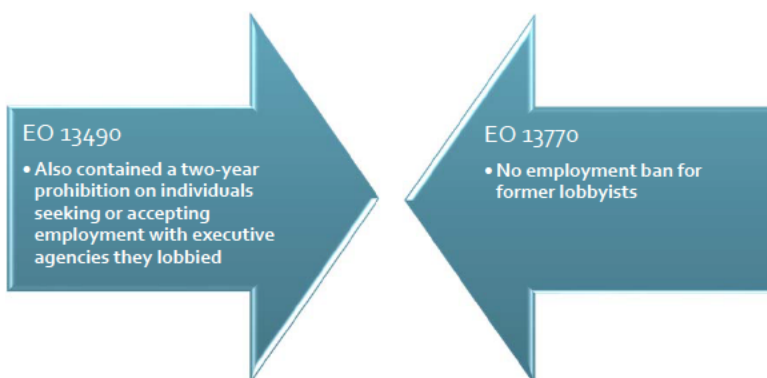 EO 13490
• Also contained a two-year
prohibition on individuals
seeking or accepting
employment with executive
agencies they lobbied
EO 13770
• No employment ban for
former lobbyists